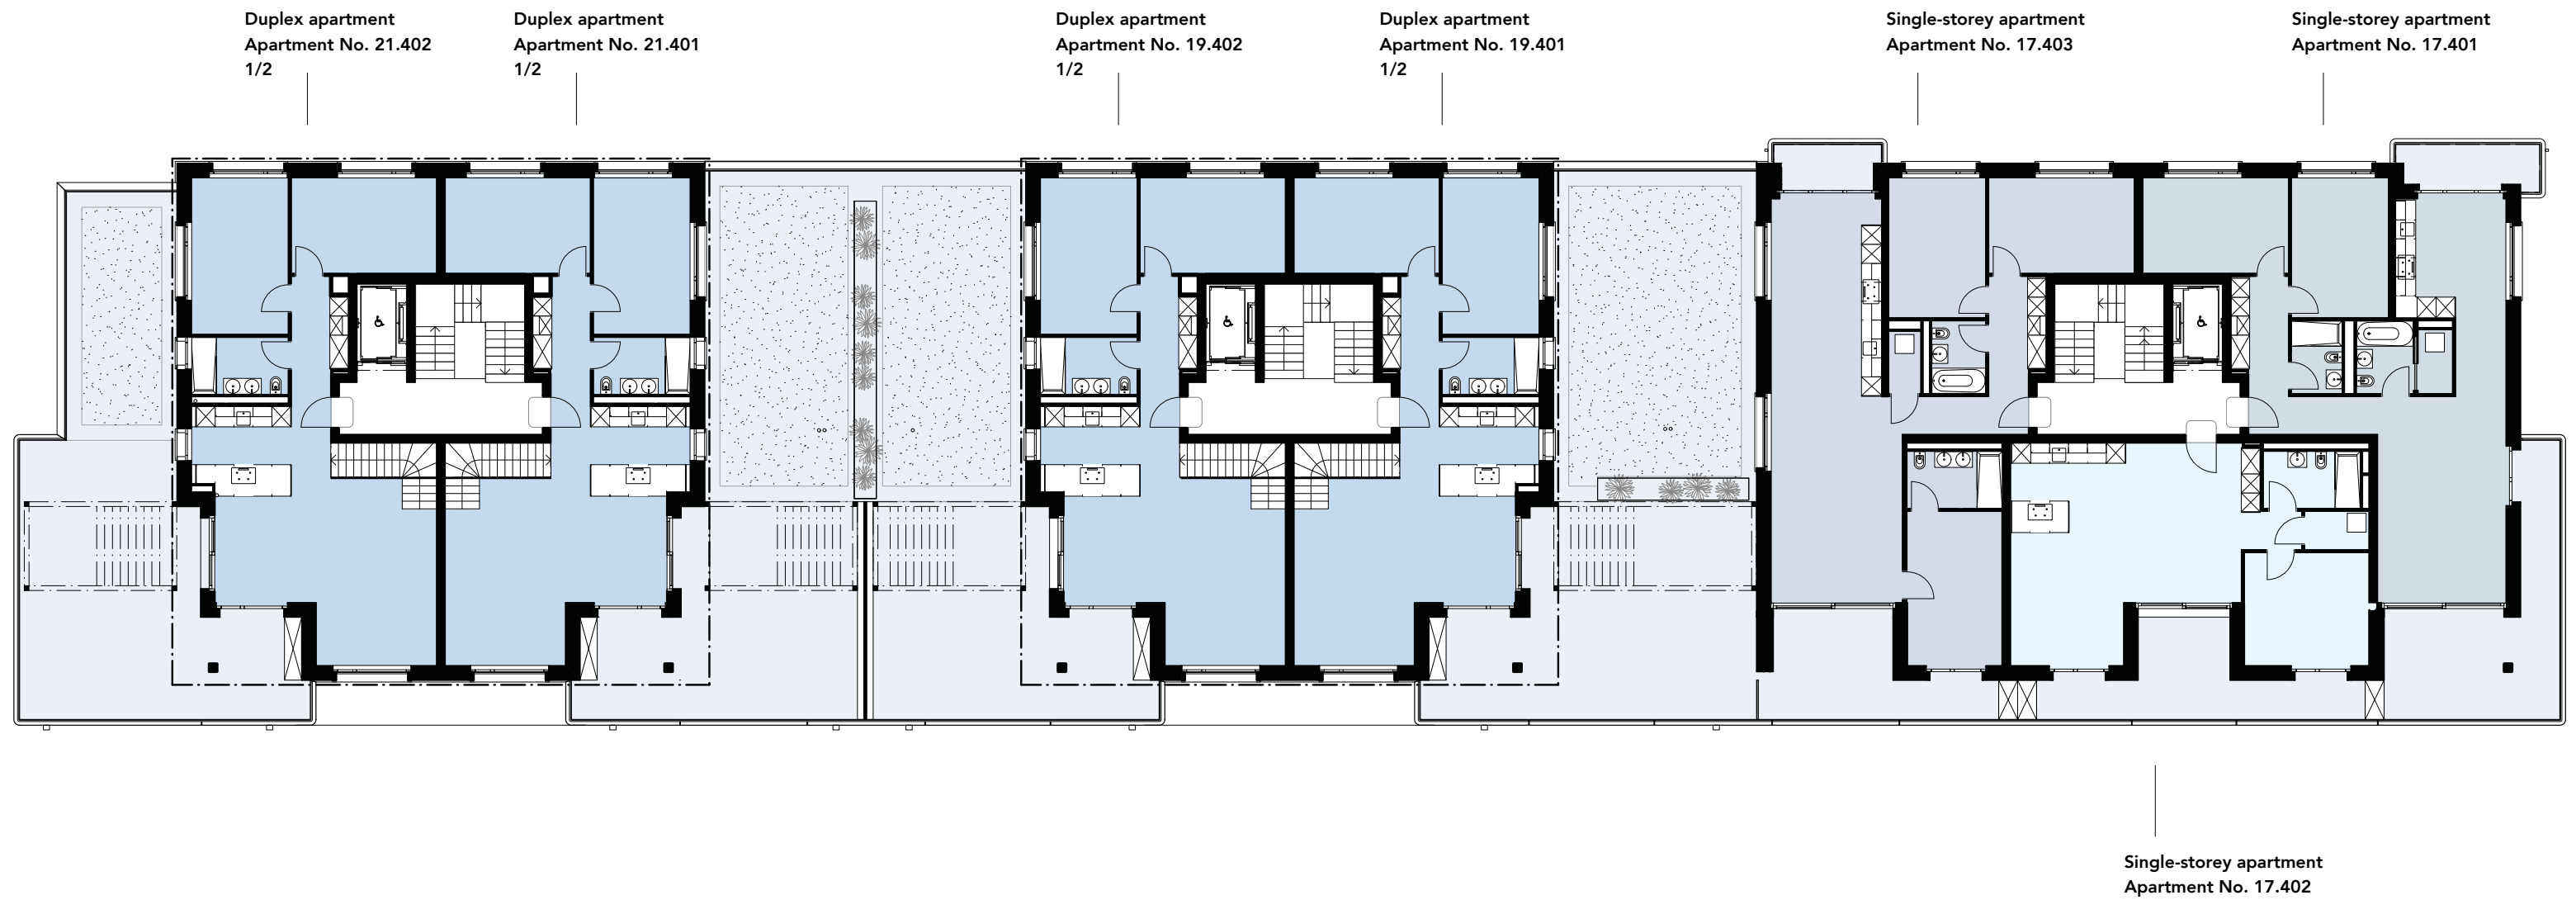 Duplex apartment
Apartment No. 21.402
1/2
Duplex apartment
Apartment No. 21.401
1/2
Duplex apartment
Apartment No. 19.402
1/2
Duplex apartment
Apartment No. 19.401
1/2
Single-storey apartment
Apartment No. 17.403
Single-storey apartment
Apartment No. 17.401
Single-storey apartment
Apartment No. 17.402